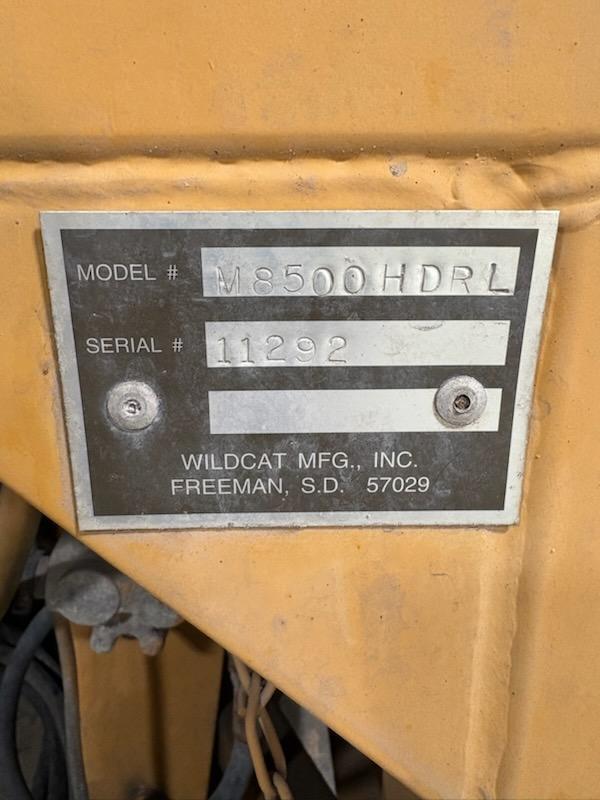 MODEL # M8500HDRL
SERIAL # 11292
WILDCAT MFG., INC.
FREEMAN, S.D. 57029